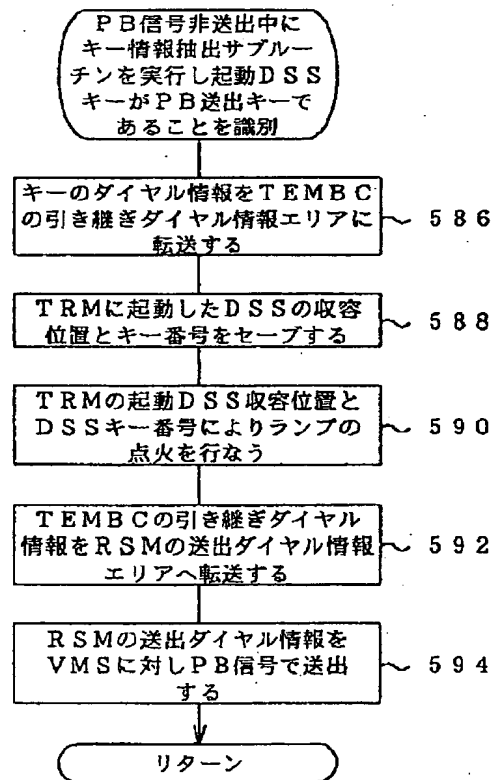 PB信号非送出中に
キー情報抽出サブルー
チンを実行し起動DSS
キーがPB送出キーで
あることを識別
キーのダイヤル情報をTEMBC
の引き継ぎダイヤル情報エリアに
転送する
586
TRMに起動したDSSの収容
位置とキー番号をセーブする
588
TRMの起動DSS収容位置と
DSSキー番号によりランプの
点火を行なう
590
TEMBCの引き継ぎダイヤル
情報をRSMの送出ダイヤル情報
エリアへ転送する
592
RSMの送出ダイヤル情報を
VMSに対しPB信号で送出
する
594
リターン